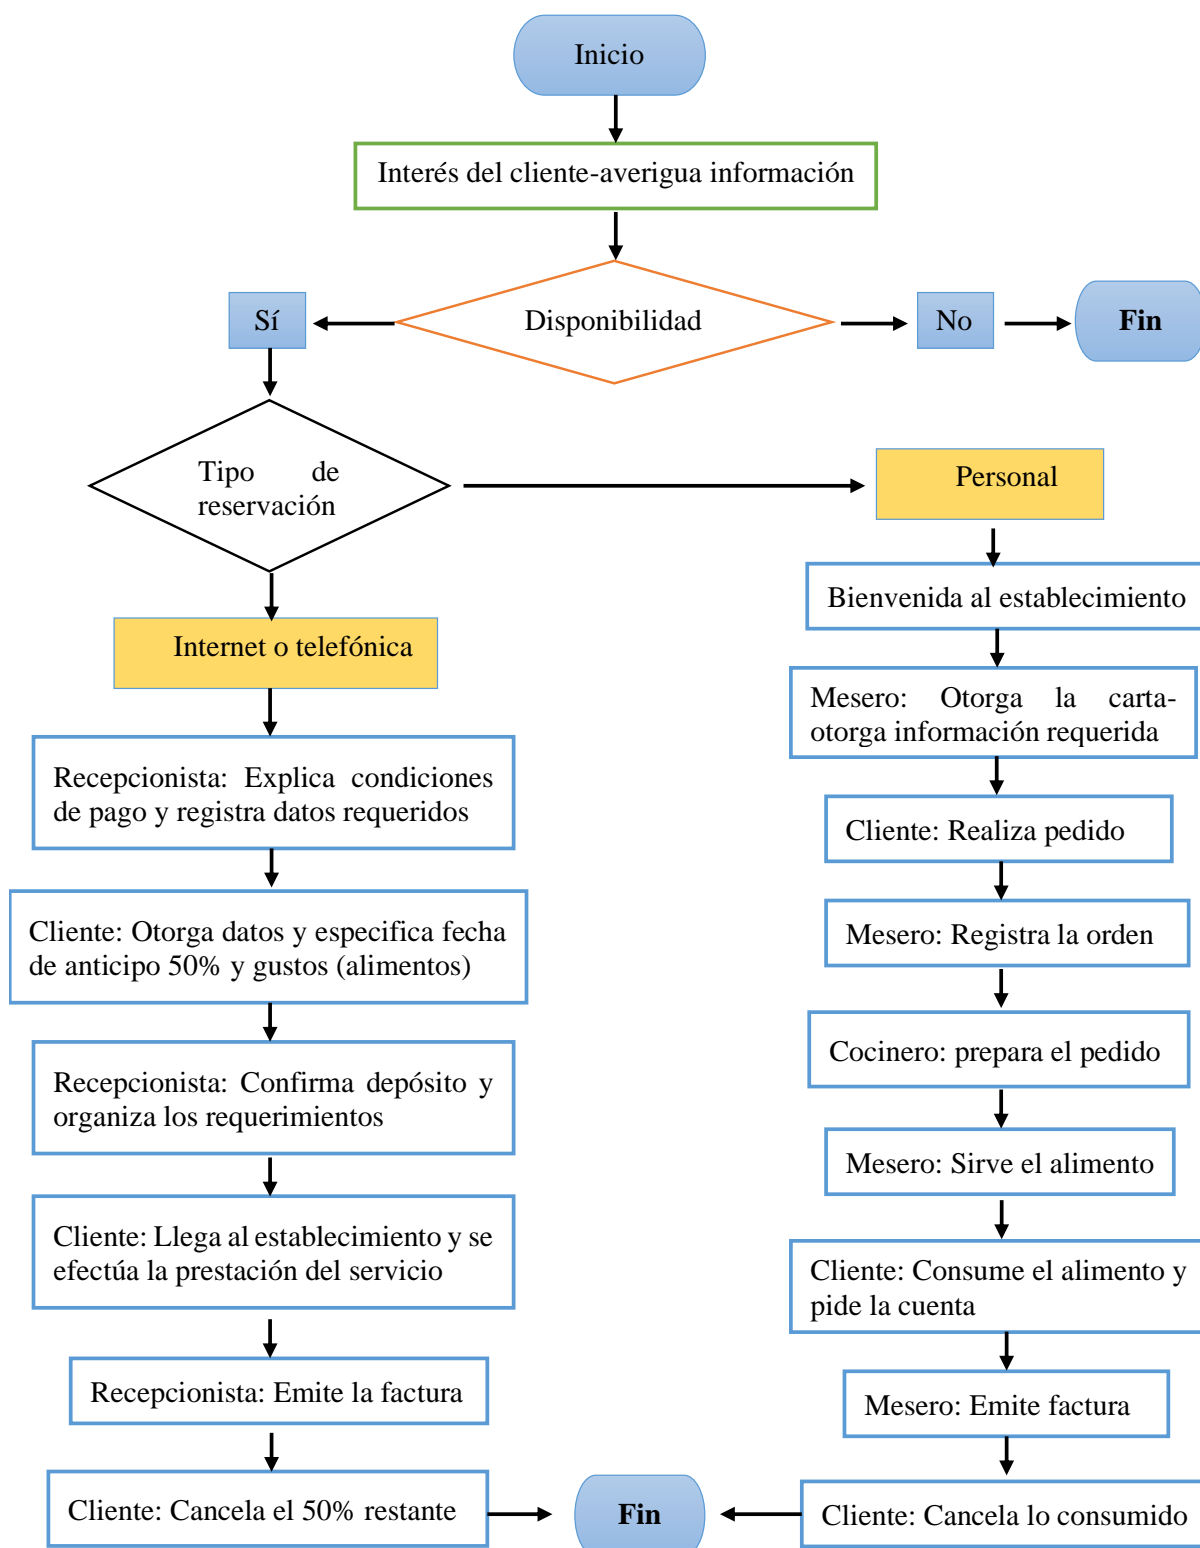 Inicio
Interés del cliente-averigua información
Disponibilidad
Sí
No
Fin
Tipo de
reservación
Personal
Internet o telefónica
Recepcionista: Explica condiciones
de pago y registra datos requeridos
Cliente: Otorga datos y especifica fecha
de anticipo 50% y gustos (alimentos)
Recepcionista: Confirma depósito y
organiza los requerimientos
Cliente: Llega al establecimiento y se
efectúa la prestación del servicio
Recepcionista: Emite la factura
Cliente: Cancela el 50% restante
Bienvenida al establecimiento
Mesero: Otorga la carta-
otorga información requerida
Cliente: Realiza pedido
Mesero: Registra la orden
Cocinero: prepara el pedido
Mesero: Sirve el alimento
Cliente: Consume el alimento y
pide la cuenta
Mesero: Emite factura
Cliente: Cancela lo consumido
Fin